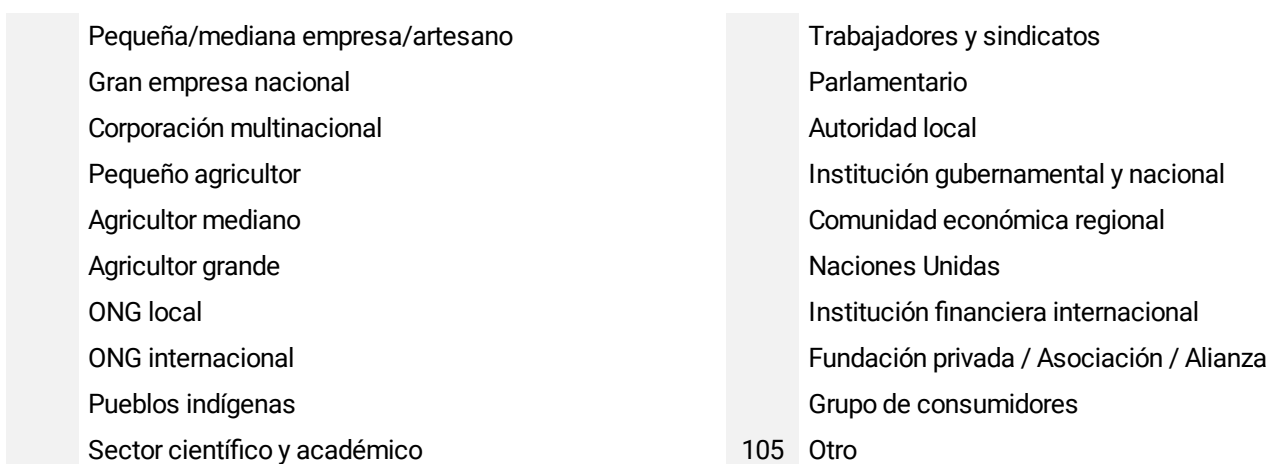 Pequeña/mediana empresa/artesano
Gran empresa nacional
Corporación multinacional
Pequeño agricultor
Agricultor mediano
Agricultor grande
ONG local
ONG internacional
Pueblos indígenas
Sector científico y académico
Trabajadores y sindicatos
Parlamentario
Autoridad local
Institución gubernamental y nacional
Comunidad económica regional
Naciones Unidas
Institución financiera internacional
Fundación privada / Asociación / Alianza
Grupo de consumidores
105 Otro